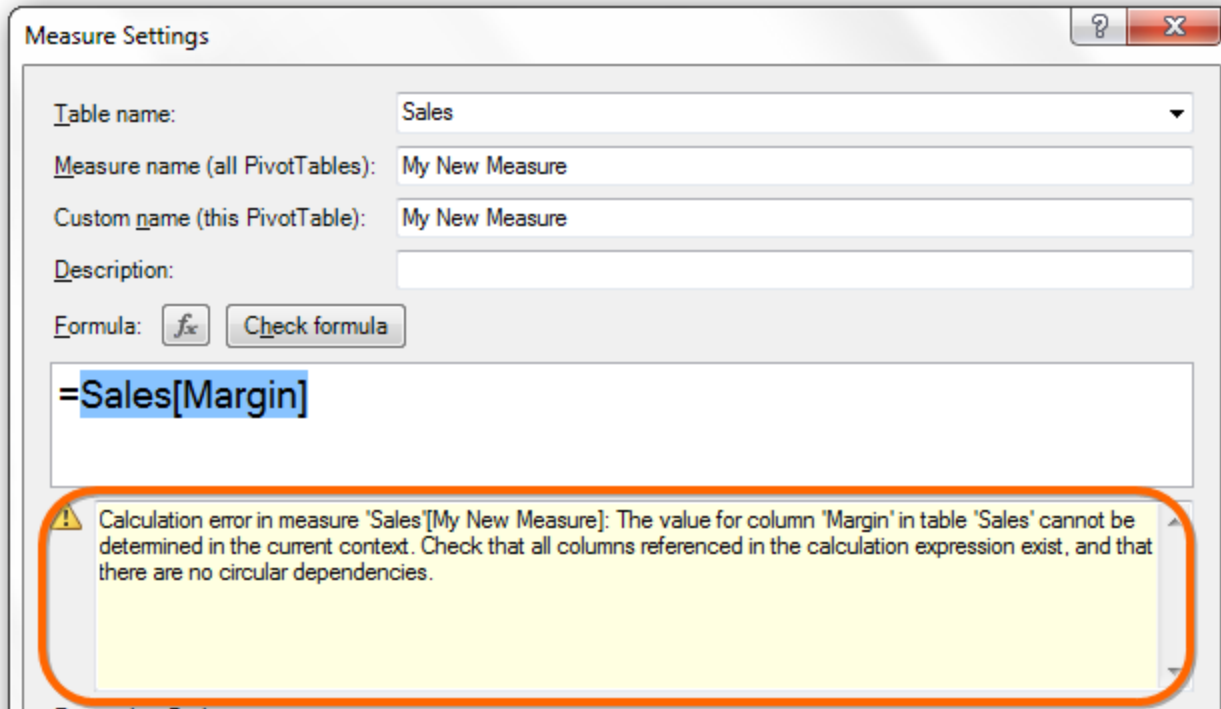 Measure Settings
Table name: Sales
Measure name (all PivotTables): My New Measure
Custom name (this PivotTable): My New Measure
Description:
Formula: fx Check formula
=Sales[Margin]
Calculation error in measure 'Sales'[My New Measure]: The value for column 'Margin' in table 'Sales' cannot be
determined in the current context. Check that all columns referenced in the calculation expression exist, and that
there are no circular dependencies.